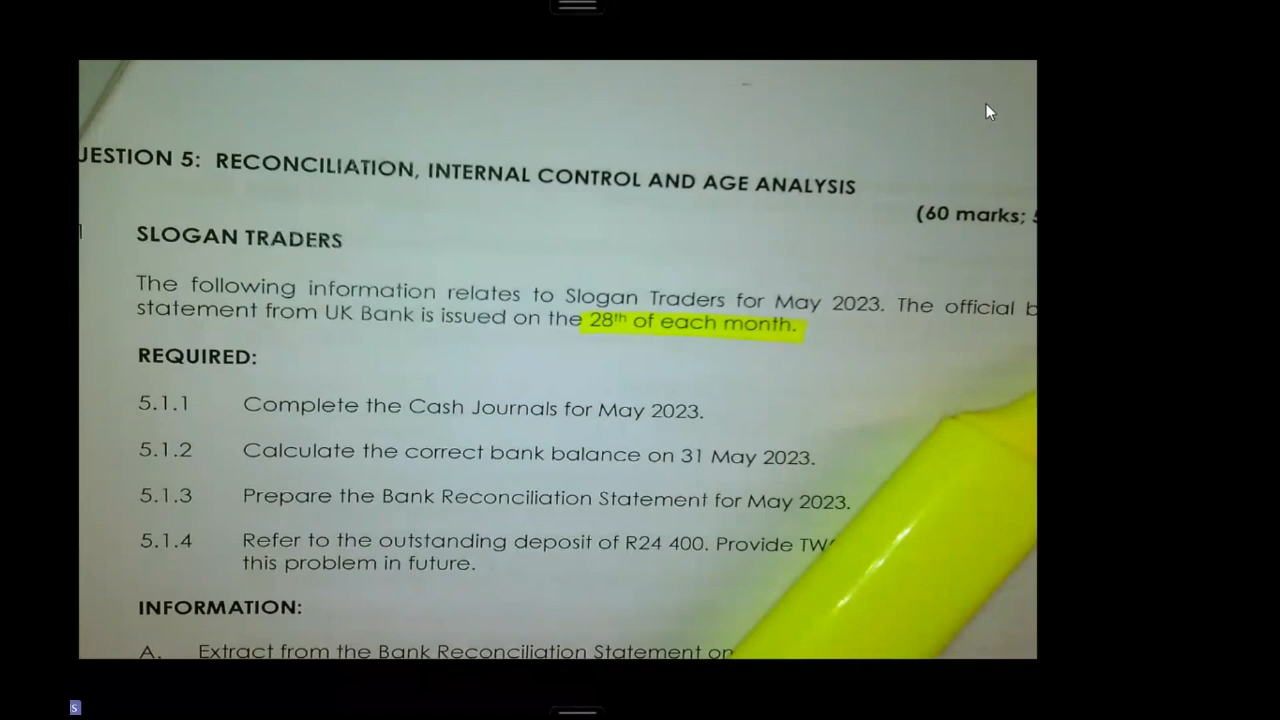 UESTION 5: RECONCILIATION, INTERNAL CONTROL AND AGE ANALYSIS
(60 marks; 5
SLOGAN TRADERS
The following information relates to Slogan Traders for May 2023. The official b
statement from UK Bank is issued on the 28th of each month.
REQUIRED:
5.1.1 Complete the Cash Journals for May 2023.
5.1.2 Calculate the correct bank balance on 31 May 2023.
5.1.3 Prepare the Bank Reconciliation Statement for May 2023.
5.1.4 Refer to the outstanding deposit of R24 400. Provide TW
this problem in future.
INFORMATION:
A. Extract from the Bank Reconciliation Statement on
s